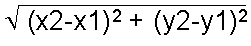 √(x2-x1)² + (y2-y1)²